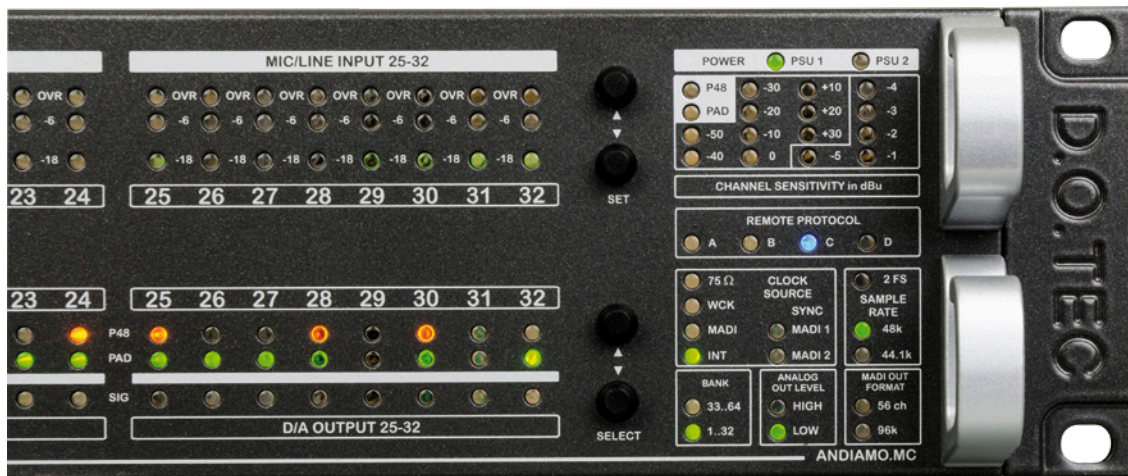 MIC/LINE INPUT 25-32
POWER PSU 1 PSU 2
OVR OVR OVR OVR OVR OVR OVR OVR
-6 -6 -6 -6 -6 -6 -6 -6
-18 -18 -18 -18 -18 -18 -18 -18
23 24 25 26 27 28 29 30 31 32
SET
P48 -30 +10 -4
PAD -20 +20 -3
-50 -10 +30 -2
-40 0 -5 -1
CHANNEL SENSITIVITY in dBu
REMOTE PROTOCOL
A B C D
23 24 25 26 27 28 29 30 31 32
P48
PAD
SIG
D/A OUTPUT 25-32
SELECT
75 Ω CLOCK SOURCE
WCK SYNC
MADI MADI 1
INT MADI 2
2 FS
SAMPLE RATE
48k
44.1k
BANK
33..64
1..32
ANALOG OUT LEVEL
HIGH
LOW
MADI OUT FORMAT
56 ch
96k
ANDIAMO.MC
D.O.TEC